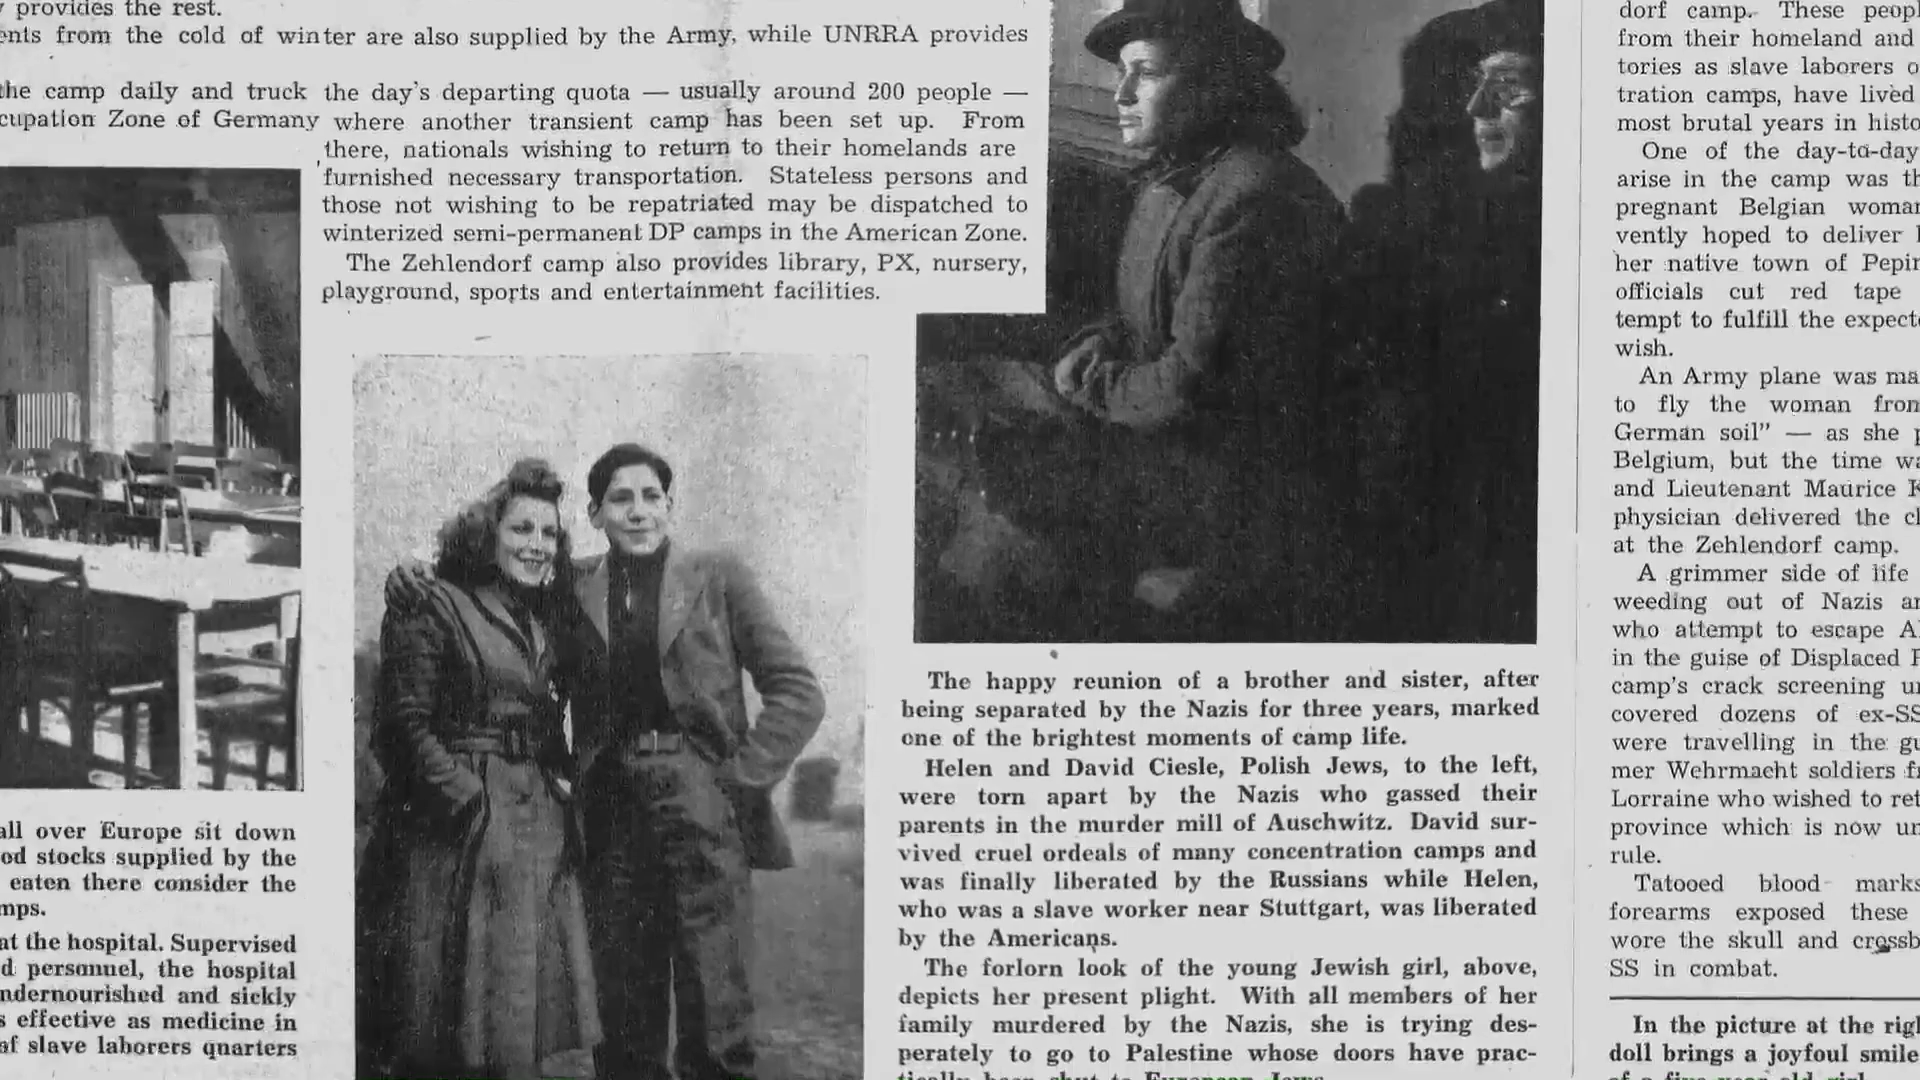 provides the rest.
ents from the cold of winter are also supplied by the Army, while UNRRA provides
the camp daily and truck the day's departing quota — usually around 200 people —
cupation Zone of Germany where another transient camp has been set up. From
there, nationals wishing to return to their homelands are
furnished necessary transportation. Stateless persons and
those not wishing to be repatriated may be dispatched to
winterized semi-permanent DP camps in the American Zone.
The Zehlendorf camp also provides library, PX, nursery,
playground, sports and entertainment facilities.
all over Europe sit down
od stocks supplied by the
eaten there consider the
mps.
at the hospital. Supervised
d personnel, the hospital
ndernourished and sickly
s effective as medicine in
af slave laborers qnarters
The happy reunion of a brother and sister, after
being separated by the Nazis for three years, marked
one of the brightest moments of camp life.
Helen and David Ciesle, Polish Jews, to the left,
were torn apart by the Nazis who gassed their
parents in the murder mill of Auschwitz. David sur-
vived cruel ordeals of many concentration camps and
was finally liberated by the Russians while Helen,
who was a slave worker near Stuttgart, was liberated
by the Americans.
The forlorn look of the young Jewish girl, above,
depicts her present plight. With all members of her
family murdered by the Nazis, she is trying des-
perately to go to Palestine whose doors have prac-
dorf camp. These peopl
from their homeland and
tories as slave laborers o
tration camps, have lived
most brutal years in histo
One of the day-to-day
arise in the camp was th
pregnant Belgian woman
vently hoped to deliver
her native town of Pepin
officials cut red tape
tempt to fulfill the expect
wish.
An Army plane was ma
to fly the woman from
German soil" — as she p
Belgium, but the time wa
and Lieutenant Maurice K
physician delivered the c
at the Zehlendorf camp.
A grimmer side of life
weeding out of Nazis an
who attempt to escape A
in the guise of Displaced P
camp's crack screening u
covered dozens of ex-SS
were travelling in the gu
mer Wehrmacht soldiers f
Lorraine who wished to ret
province which is now un
rule.
Tatooed blood marks
forearms exposed these
wore the skull and crossb
SS in combat.
In the picture at the righ
doll brings a joyfoul smile